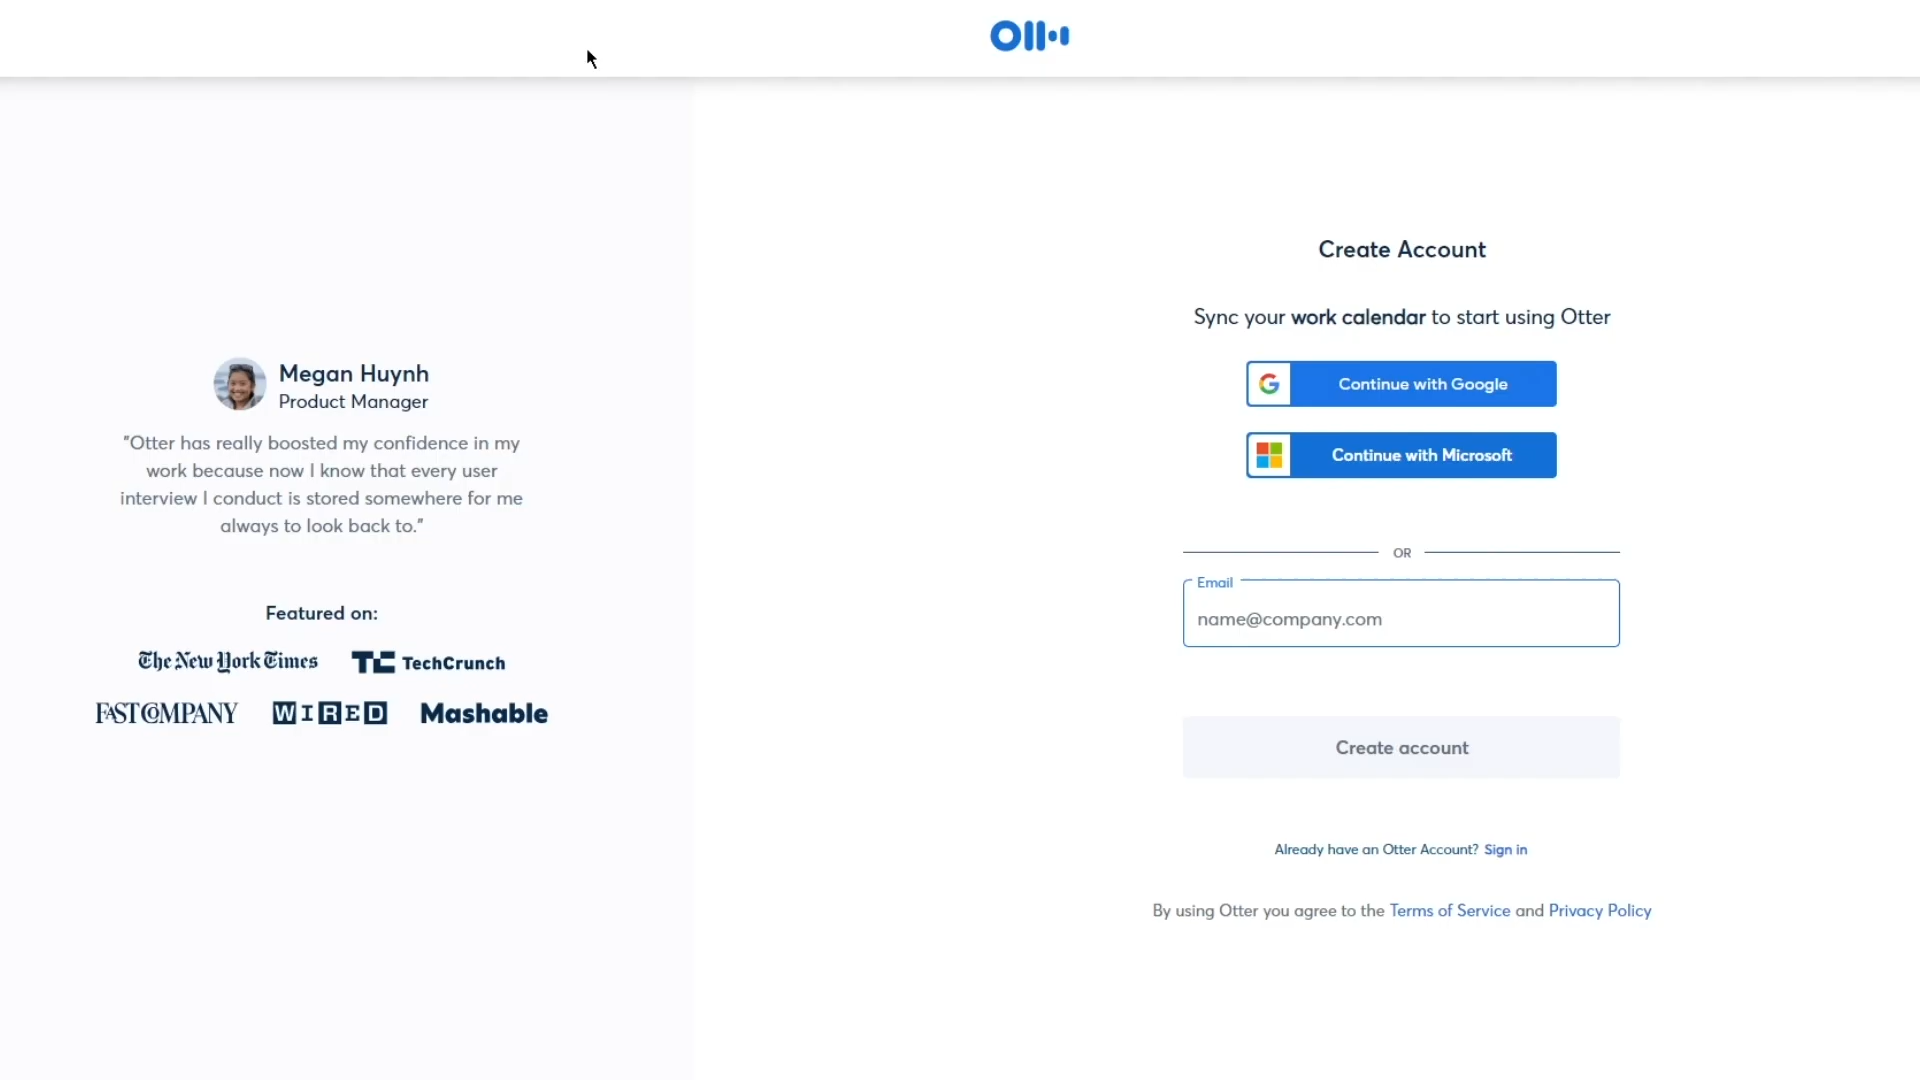 Megan Huynh
Product Manager
"Otter has really boosted my confidence in my
work because now I know that every user
interview I conduct is stored somewhere for me
always to look back to."
Featured on:
The New York Times TC TechCrunch
FAST COMPANY WIRED Mashable
Create Account
Sync your work calendar to start using Otter
Continue with Google
Continue with Microsoft
OR
Email
name@company.com
Create account
Already have an Otter Account? Sign in
By using Otter you agree to the Terms of Service and Privacy Policy